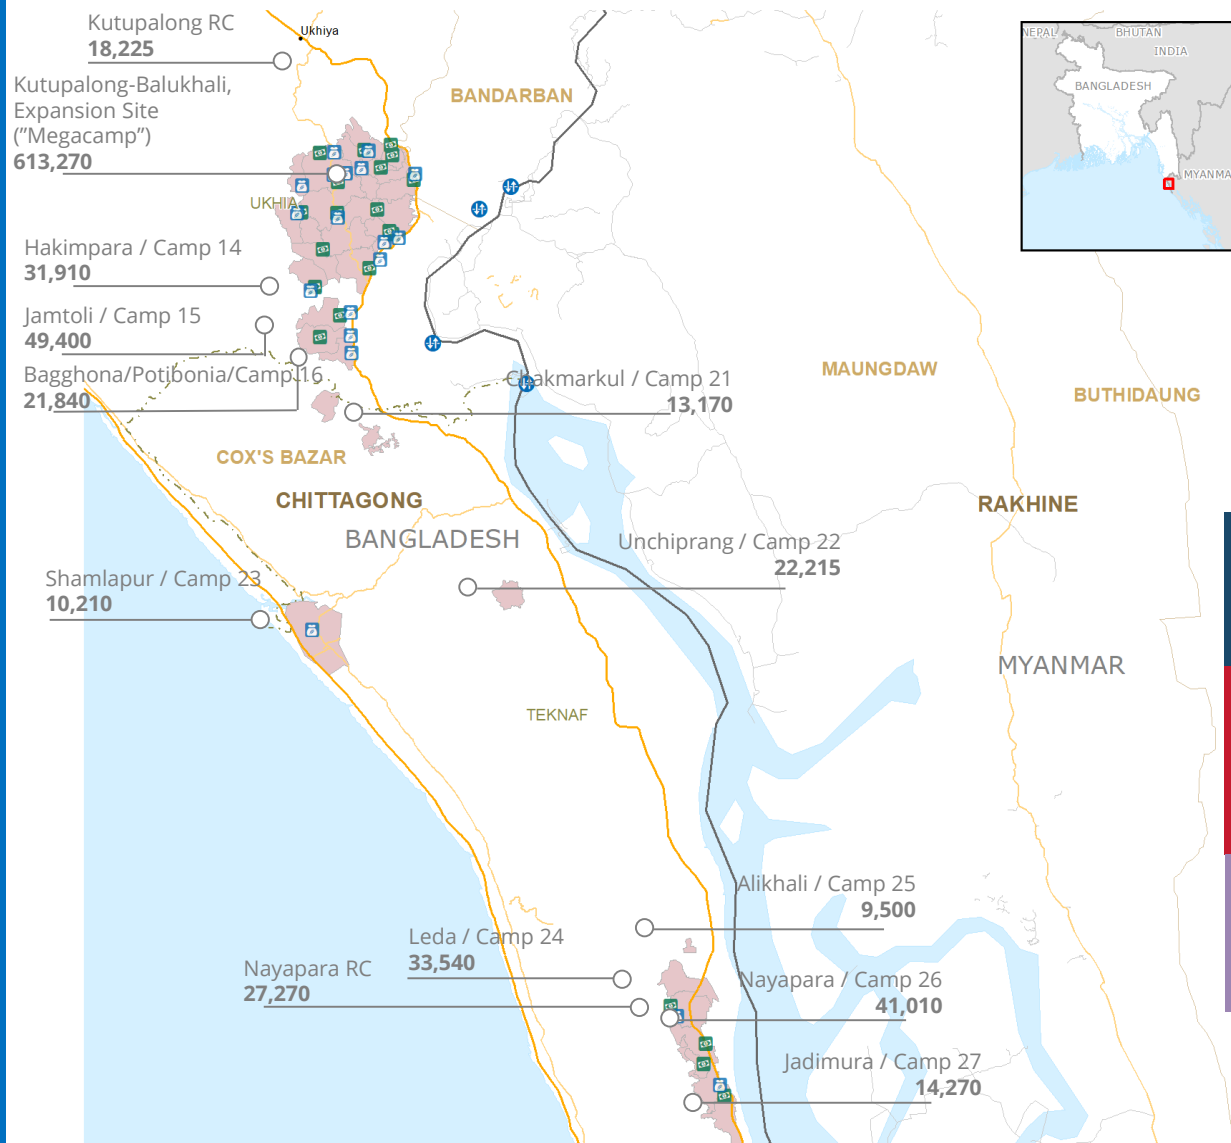 Kutupalong RC
18,225
Ukhiya
Kutupalong-Balukhali,
Expansion Site
("Megacamp")
613,270
BANDARBAN
NEPAL
BHUTAN
INDIA
BANGLADESH
MYANMA
UKHIA
Hakimpara / Camp 14
31,910
Jamtoli / Camp 15
49,400
Bagghona/Potibonia/Camp 16
21,840
Chakmarkul / Camp 21
13,170
MAUNGDAW
BUTHIDAUNG
COX'S BAZAR
CHITTAGONG
BANGLADESH
RAKHINE
Unchiprang / Camp 22
22,215
Shamlapur / Camp 23
10,210
MYANMAR
TEKNAF
Alikhali / Camp 25
9,500
Leda / Camp 24
33,540
Nayapara RC
27,270
Nayapara / Camp 26
41,010
Jadimura / Camp 27
14,270